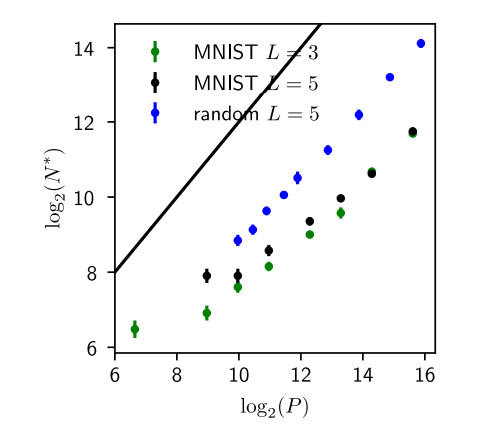 14
12
10
8
6
log₂(N*)
MNIST L = 3
MNIST L = 5
random L = 5
6 8 10 12 14 16
log₂(P)